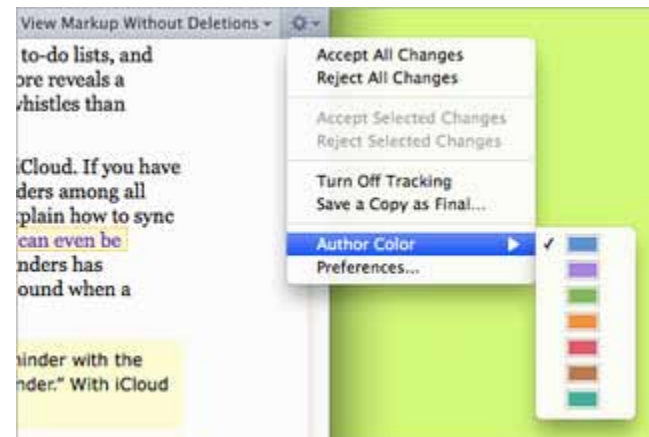 View Markup Without Deletions
to-do lists, and
ore reveals a
whistles than
iCloud. If you have
ders among all
plain how to sync
can even be
nders has
ound when a
ninder with the
nder." With iCloud
Accept All Changes
Reject All Changes
Accept Selected Changes
Reject Selected Changes
Turn Off Tracking
Save a Copy as Final...
Author Color
Preferences...